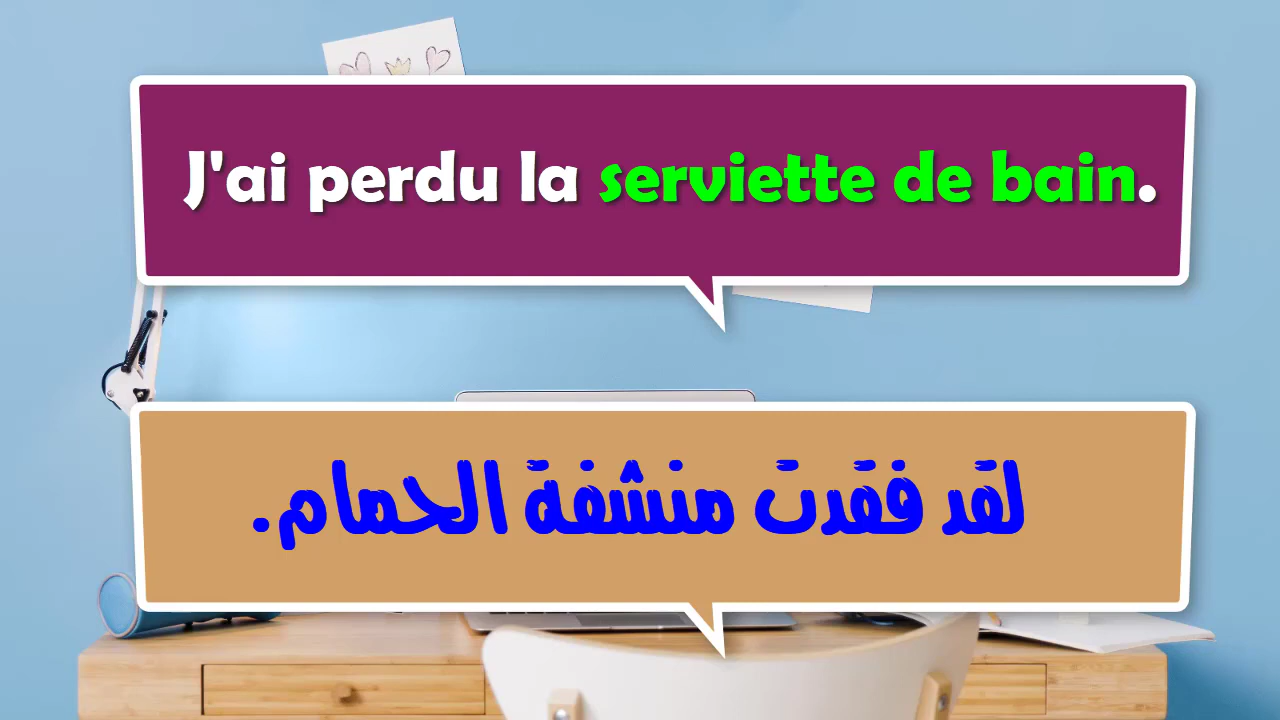 J'ai perdu la serviette de bain.
لقد فقدت منشفة الحمام.